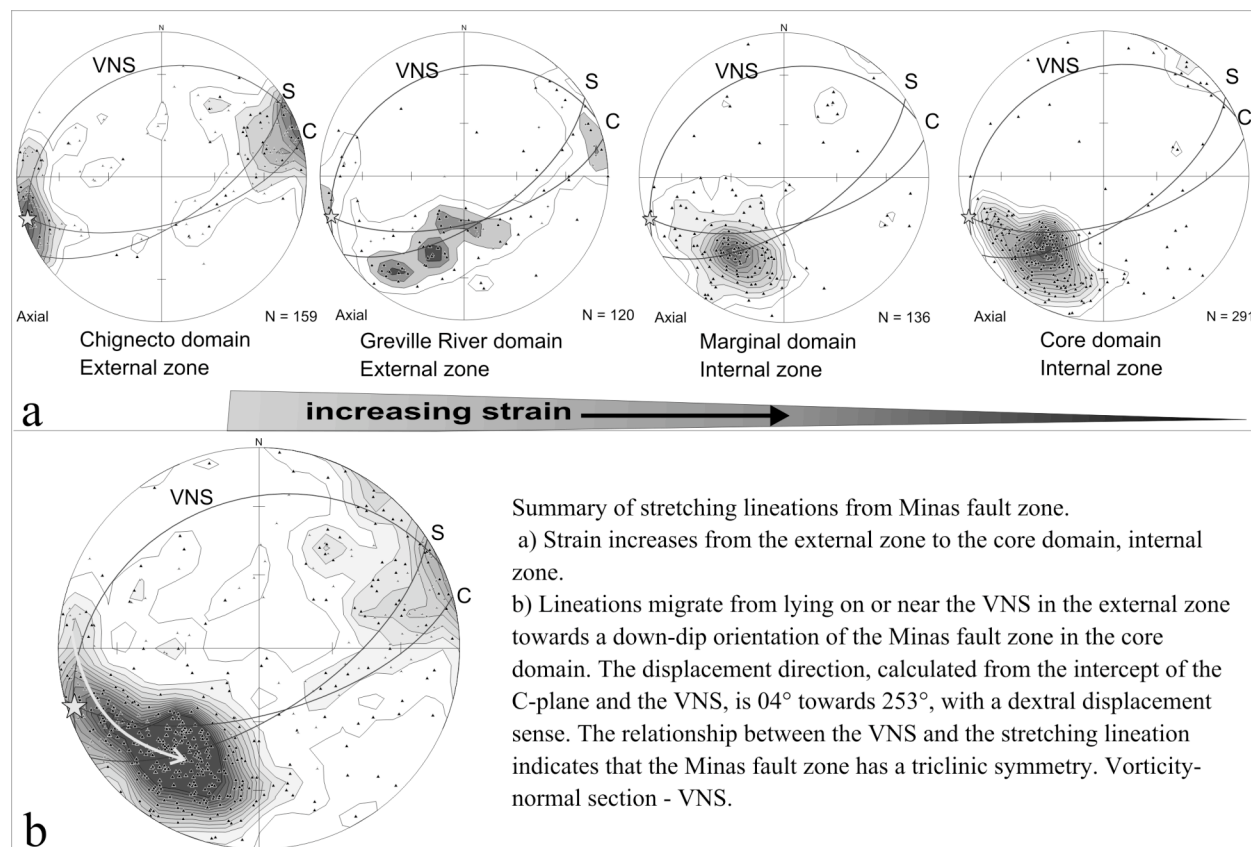 N
VNS
S
C
Axial
N = 159
Chignecto domain
External zone
VNS
S
C
Axial
N = 120
Greville River domain
External zone
VNS
S
C
Axial
N = 136
Marginal domain
Internal zone
N
VNS
S
C
Axial
N = 291
Core domain
Internal zone
a
increasing strain
N
VNS
S
C
b
Summary of stretching lineations from Minas fault zone.
a) Strain increases from the external zone to the core domain, internal
zone.
b) Lineations migrate from lying on or near the VNS in the external zone
towards a down-dip orientation of the Minas fault zone in the core
domain. The displacement direction, calculated from the intercept of the
C-plane and the VNS, is 04° towards 253°, with a dextral displacement
sense. The relationship between the VNS and the stretching lineation
indicates that the Minas fault zone has a triclinic symmetry. Vorticity-
normal section - VNS.